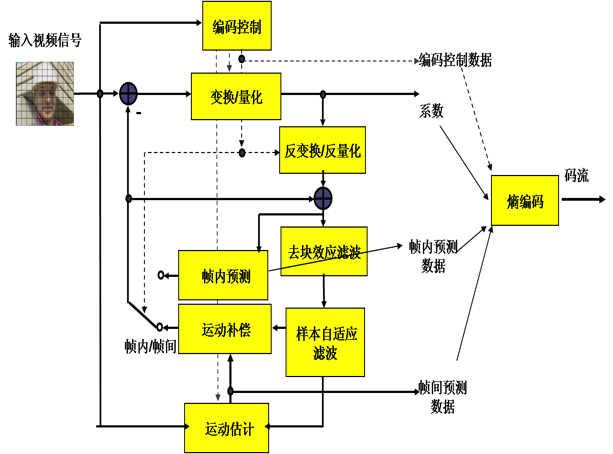 编码控制
输入视频信号
编码控制数据
变换/量化
系数
-
反变换/反量化
码流
熵编码
去块效应滤波
帧内预测
数据
帧内预测
运动补偿
样本自适应
滤波
帧内/帧间
帧间预测
数据
运动估计